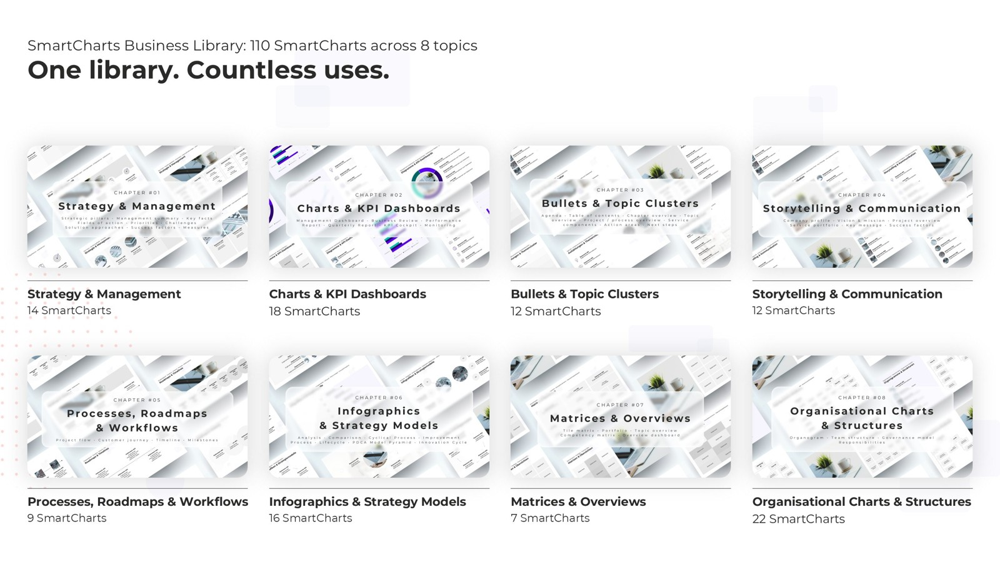 SmartCharts Business Library: 110 SmartCharts across 8 topics
One library. Countless uses.
CHAPTER #01
Strategy & Management
Strategic pillars - Management summary - Key facts
Fields of action - Priorities - Challenges
Solution approaches - Success factors - Measures
CHAPTER #02
Charts & KPI Dashboards
Management Dashboard - Business Review - Performance
Report - Quarterly Report - KPI Cockpit - Monitoring
CHAPTER #03
Bullets & Topic Clusters
Agenda - Table of contents - Chapter overview - Topic
overview - Project / process overview - Service
components - Action areas - Next steps
CHAPTER #04
Storytelling & Communication
Company profile - Vision & mission - Project overview
Service portfolio - Key message - Success factors
Strategy & Management
14 SmartCharts
Charts & KPI Dashboards
18 SmartCharts
Bullets & Topic Clusters
12 SmartCharts
Storytelling & Communication
12 SmartCharts
CHAPTER #05
Processes, Roadmaps
& Workflows
Project flow - Customer journey - Timeline - Milestones
CHAPTER #06
Infographics
& Strategy Models
Analysis - Comparison - Cyclical Process - Improvement
Process - Lifecycle - PDCA Model Pyramid - Innovation Cycle
CHAPTER #07
Matrices & Overviews
Tile matrix - Portfolio - Topic overview
Competency matrix - Overview dashboard
CHAPTER #08
Organisational Charts
& Structures
Organogram - Team structure - Governance model
Responsibilities
Processes, Roadmaps & Workflows
9 SmartCharts
Infographics & Strategy Models
16 SmartCharts
Matrices & Overviews
7 SmartCharts
Organisational Charts & Structures
22 SmartCharts